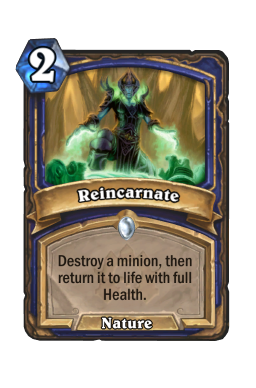 2
Reincarnate
Destroy a minion, then
return it to life with full
Health.
Nature